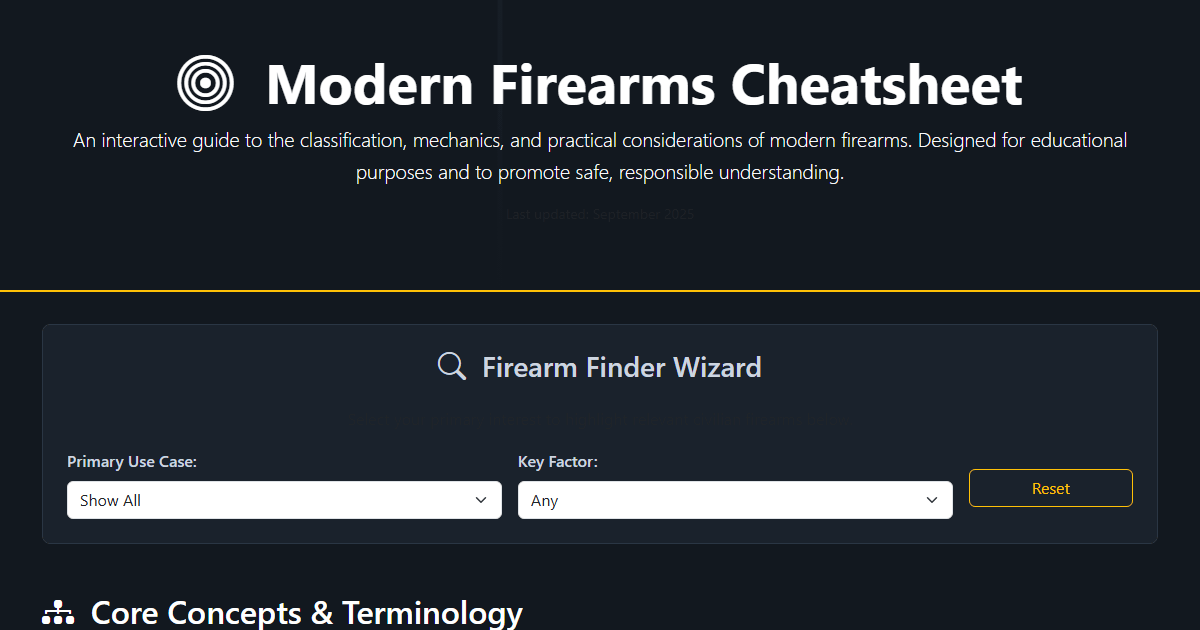 Modern Firearms Cheatsheet
An interactive guide to the classification, mechanics, and practical considerations of modern firearms. Designed for educational
purposes and to promote safe, responsible understanding.
Last updated: September 2025
Firearm Finder Wizard
Primary Use Case:
Key Factor:
Show All
Any
Reset
Core Concepts & Terminology